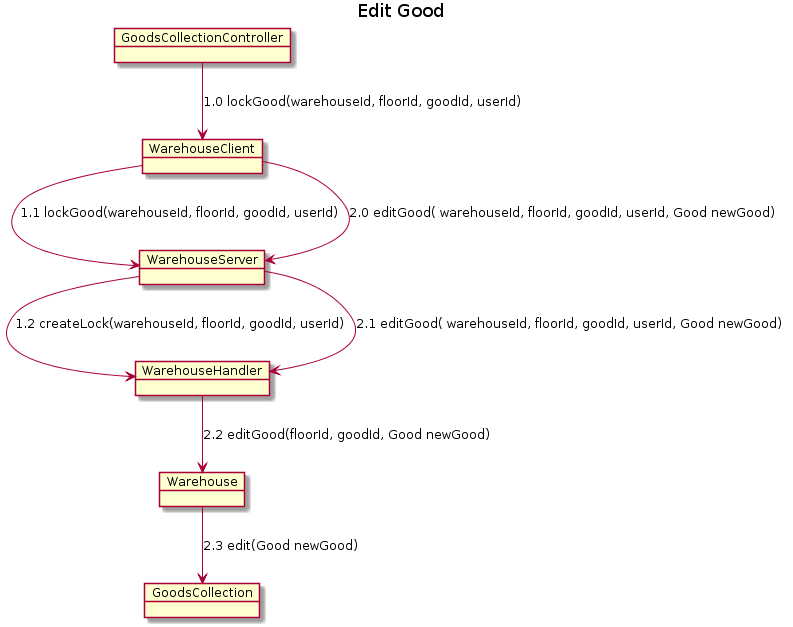 Edit Good
GoodsCollectionController
1.0 lockGood(warehouseId, floorId, goodId, userId)
WarehouseClient
1.1 lockGood(warehouseId, floorId, goodId, userId)
2.0 editGood( warehouseId, floorId, goodId, userId, Good newGood)
WarehouseServer
1.2 createLock(warehouseId, floorId, goodId, userId)
2.1 editGood( warehouseId, floorId, goodId, userId, Good newGood)
WarehouseHandler
2.2 editGood(floorId, goodId, Good newGood)
Warehouse
2.3 edit(Good newGood)
GoodsCollection